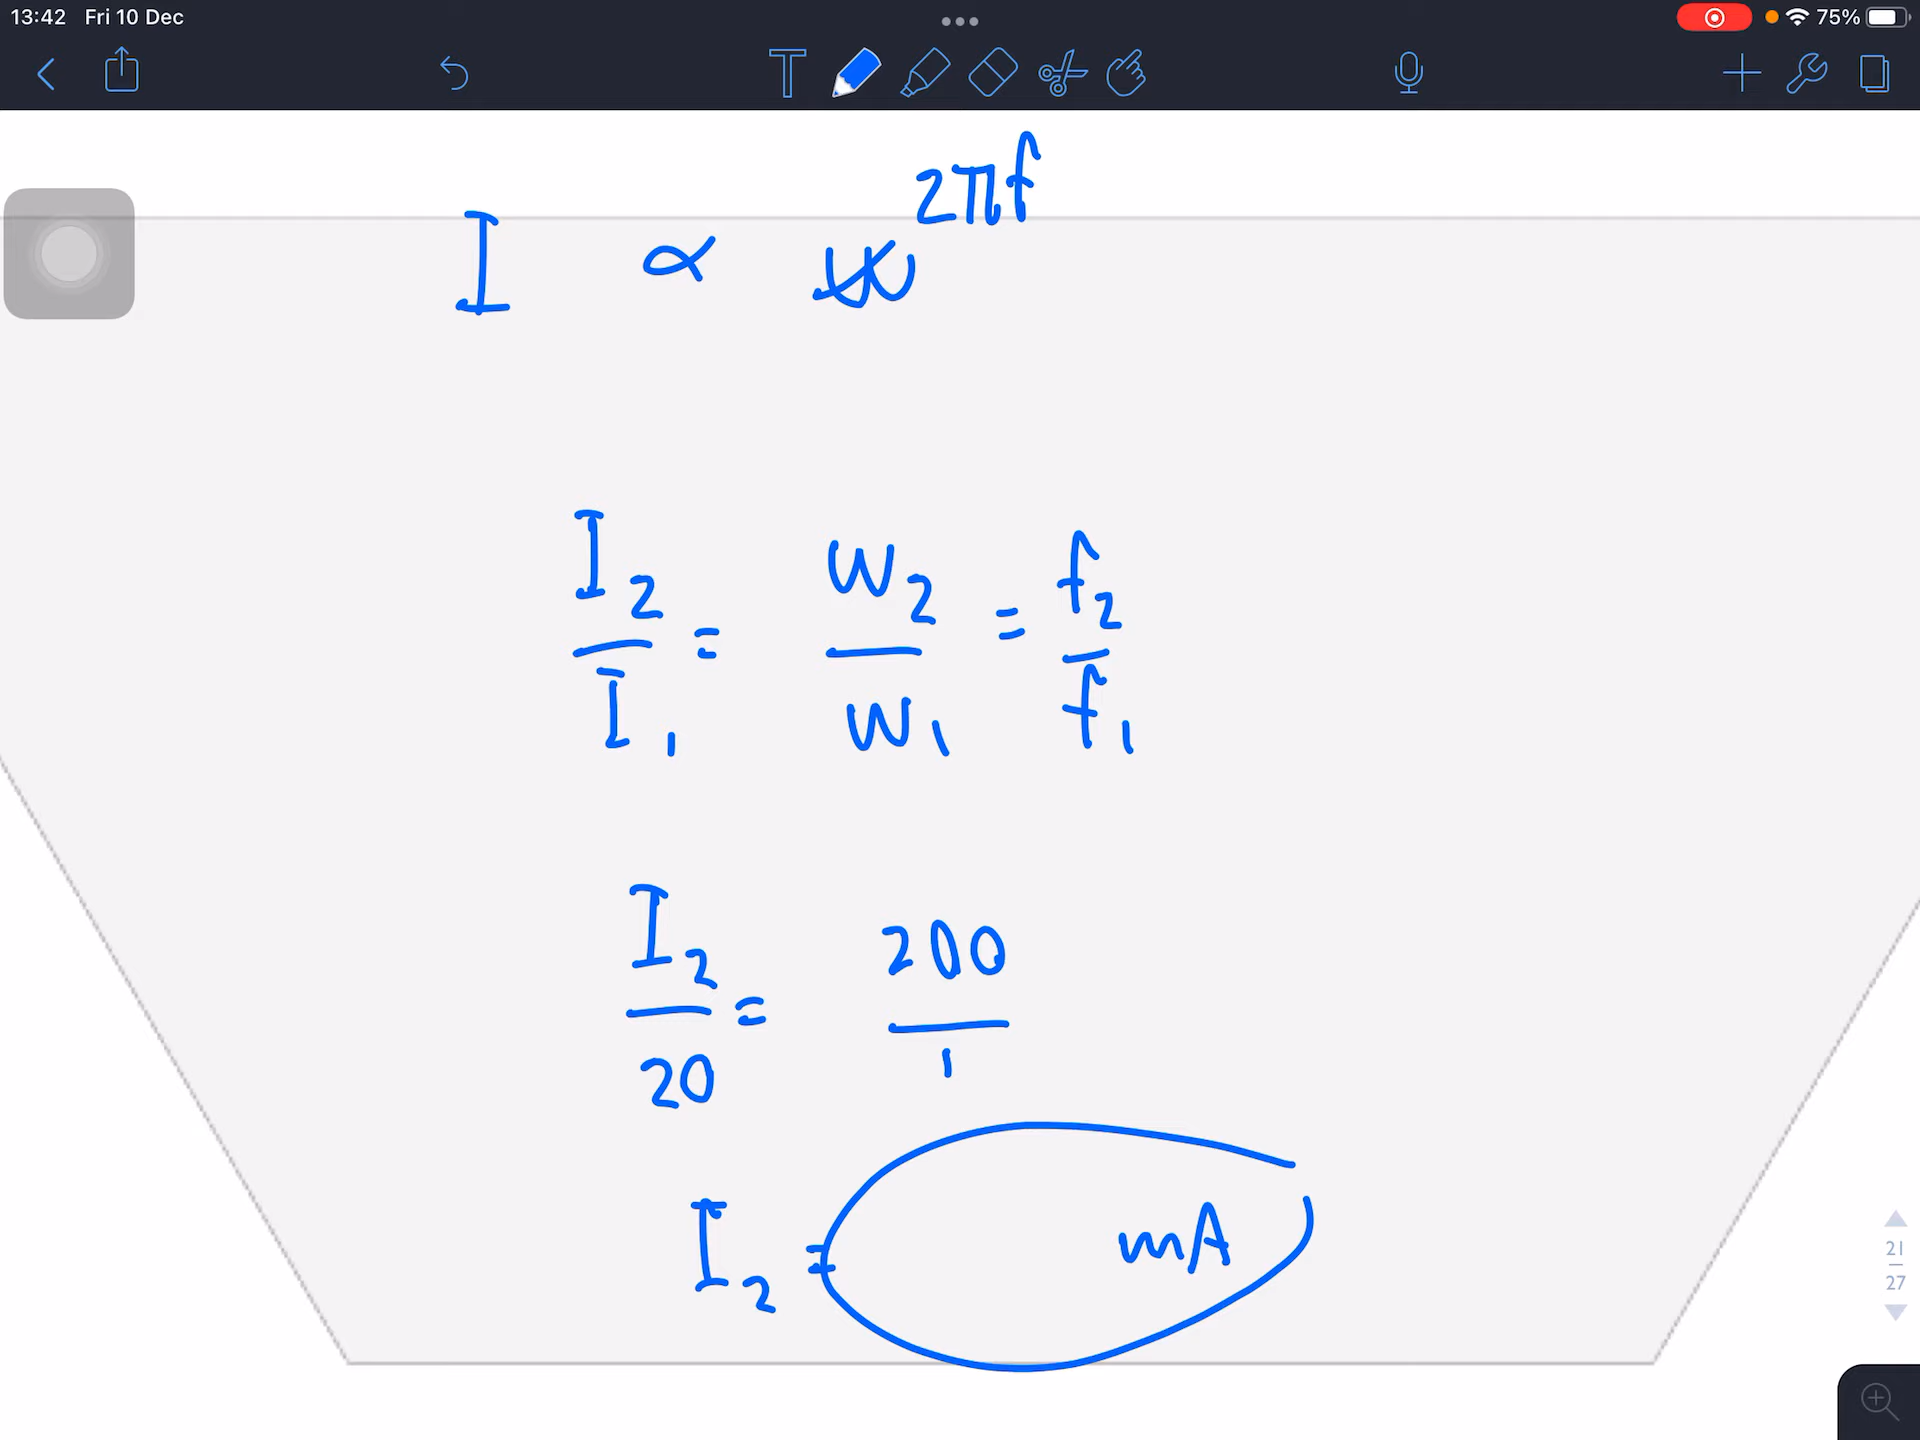 13:42 Fri 10 Dec
75%
T
2πf
I ∝ ω
I₂/I₁ = W₂/W₁ = f₂/f₁
I₂/20 = 200/1
I₂ = mA
21
27